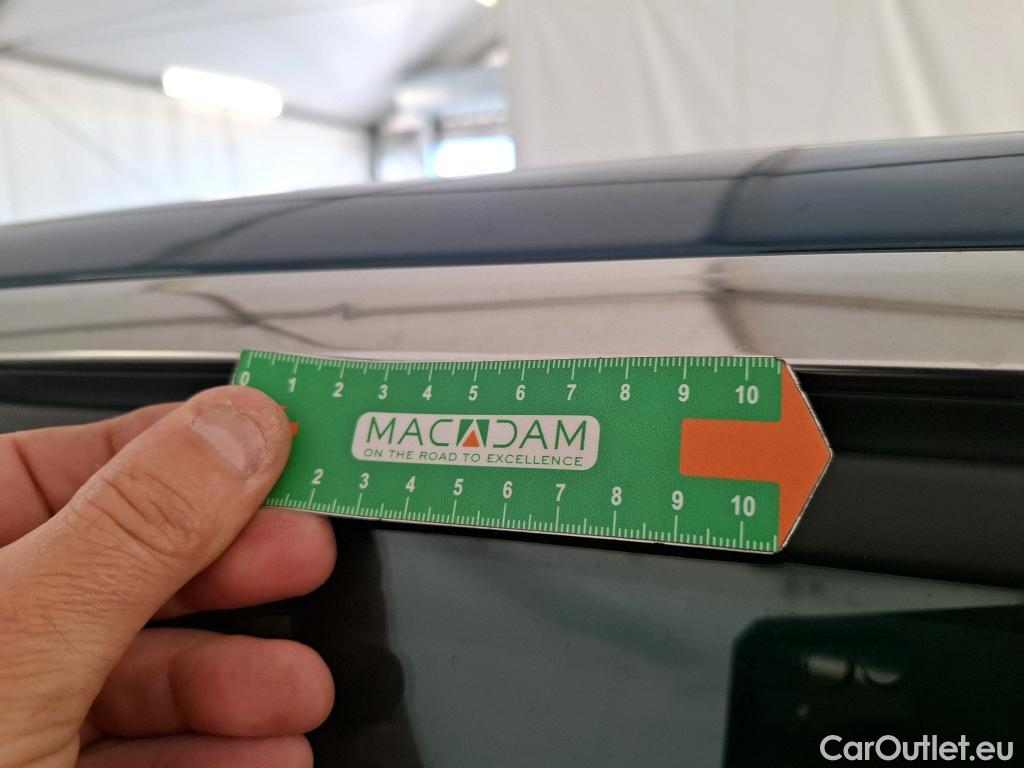 0 1 2 3 4 5 6 7 8 9 10
MACADAM
ON THE ROAD TO EXCELLENCE
2 3 4 5 6 7 8 9 10
CarOutlet.eu